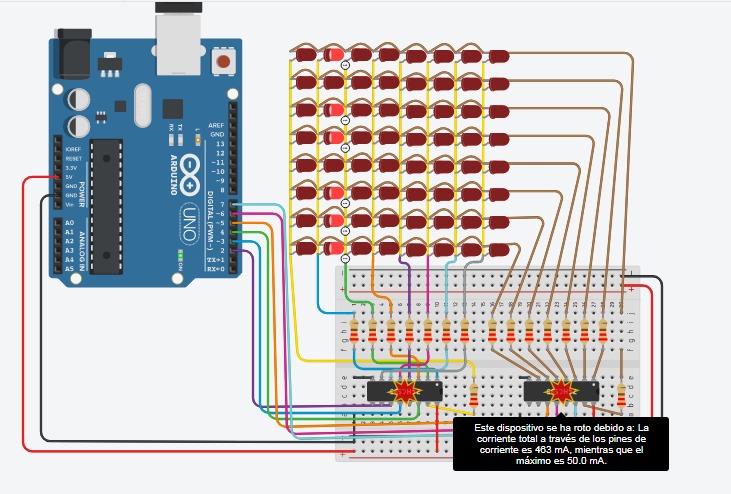 AREF
GND
13
12
~11
~10
~9
8
7
~6
~5
4
~3
2
TX→1
RX←0
DIGITAL (PWM~)
IOREF
RESET
3.3V
5V
GND
GND
Vin
POWER
A0
A1
A2
A3
A4
A5
ANALOG IN
RX
TX
L
ARDUINO
UNO
ON
Este dispositivo se ha roto debido a: La
corriente total a través de los pines de
corriente es 463 mA, mientras que el
máximo es 50.0 mA.